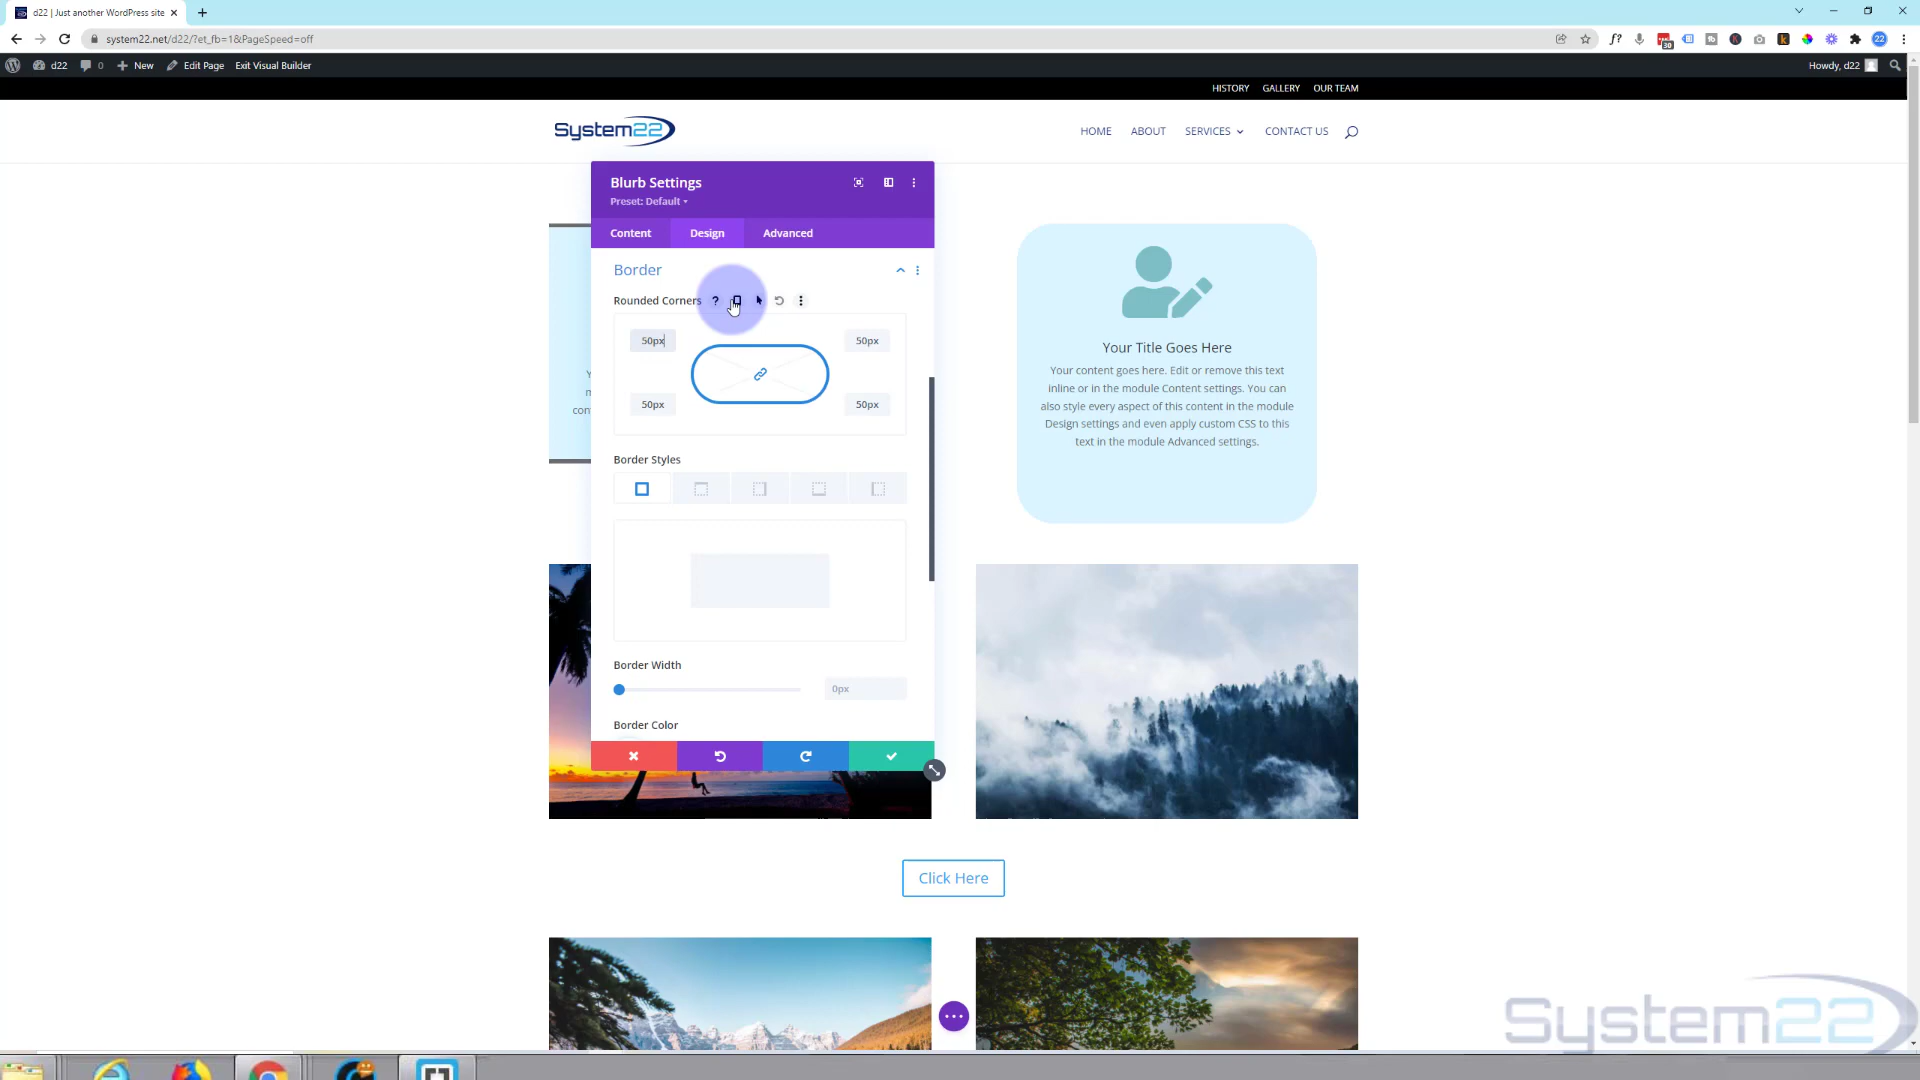 d22 | Just another WordPress site
system22.net/d22/?et_fb=1&PageSpeed=off
f?
30
22
d22
0
New
Edit Page
Exit Visual Builder
Howdy, d22
HISTORY
GALLERY
OUR TEAM
System22
HOME
ABOUT
SERVICES
CONTACT US
Blurb Settings
Preset: Default
Content
Design
Advanced
Border
Rounded Corners
?
50px
50px
50px
50px
Border Styles
Border Width
0px
Border Color
Your Title Goes Here
Your content goes here. Edit or remove this text
inline or in the module Content settings. You can
also style every aspect of this content in the module
Design settings and even apply custom CSS to this
text in the module Advanced settings.
Click Here
System22